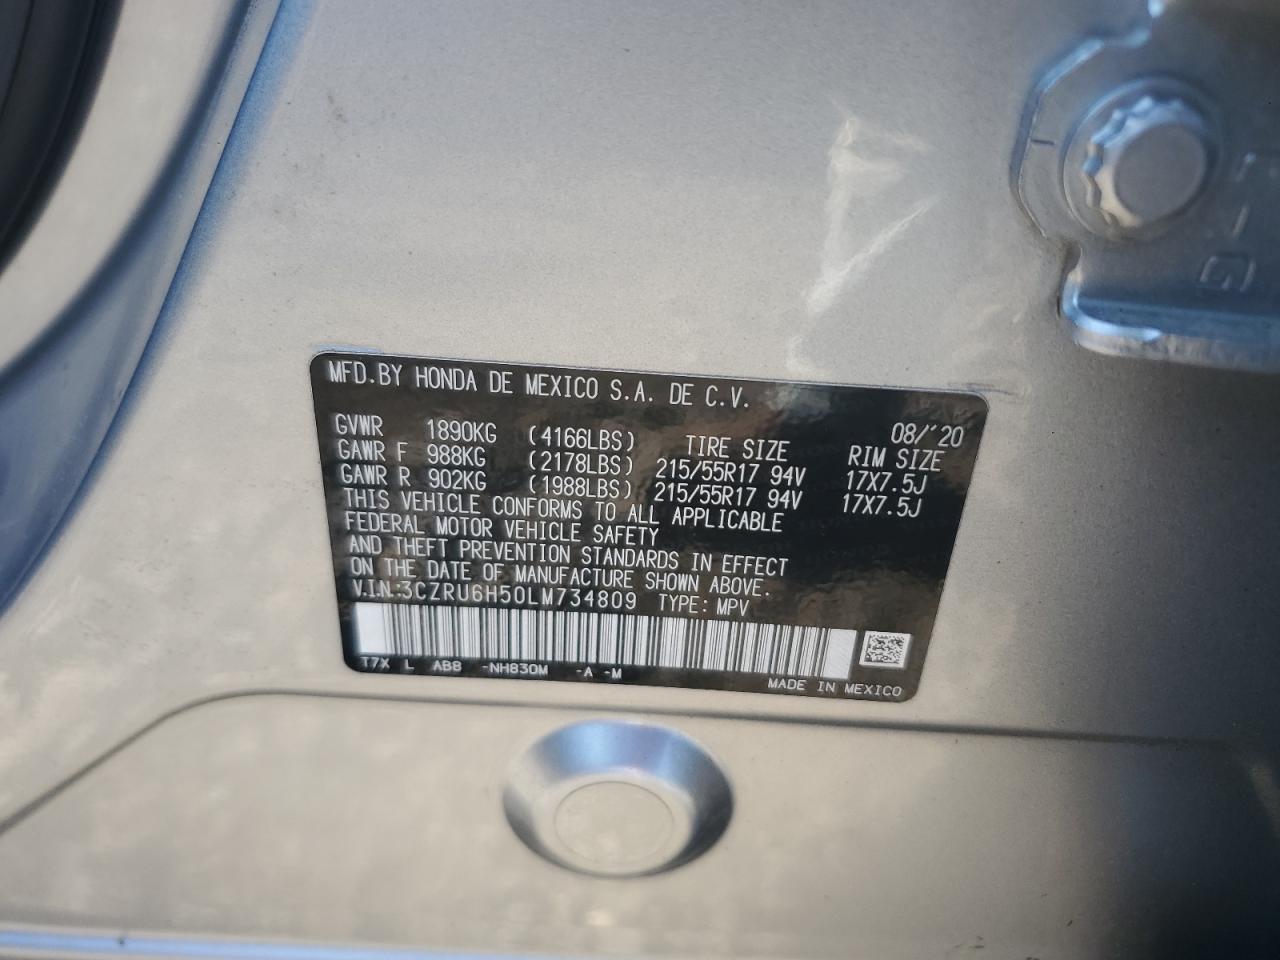 MFD.BY HONDA DE MEXICO S.A. DE C.V.
08/'20
GVWR 1890KG (4166LBS) TIRE SIZE RIM SIZE
GAWR F 988KG (2178LBS) 215/55R17 94V 17X7.5J
GAWR R 902KG (1988LBS) 215/55R17 94V 17X7.5J
THIS VEHICLE CONFORMS TO ALL APPLICABLE
FEDERAL MOTOR VEHICLE SAFETY
AND THEFT PREVENTION STANDARDS IN EFFECT
ON THE DATE OF MANUFACTURE SHOWN ABOVE.
V.I.N:3CZRU6H50LM734809 TYPE: MPV
T7X L AB8 -NH830M -A -M
MADE IN MEXICO